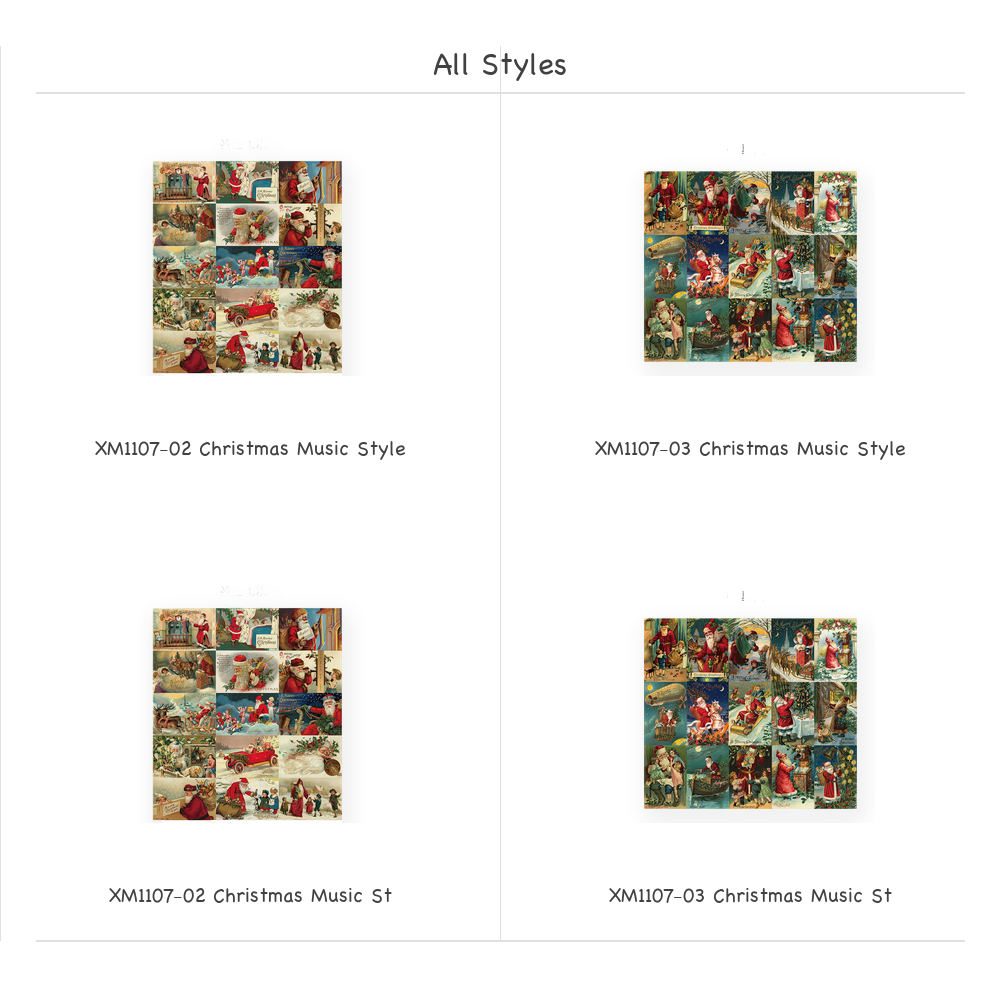 All Styles
XM1107-02 Christmas Music Style
XM1107-03 Christmas Music Style
XM1107-02 Christmas Music St
XM1107-03 Christmas Music St